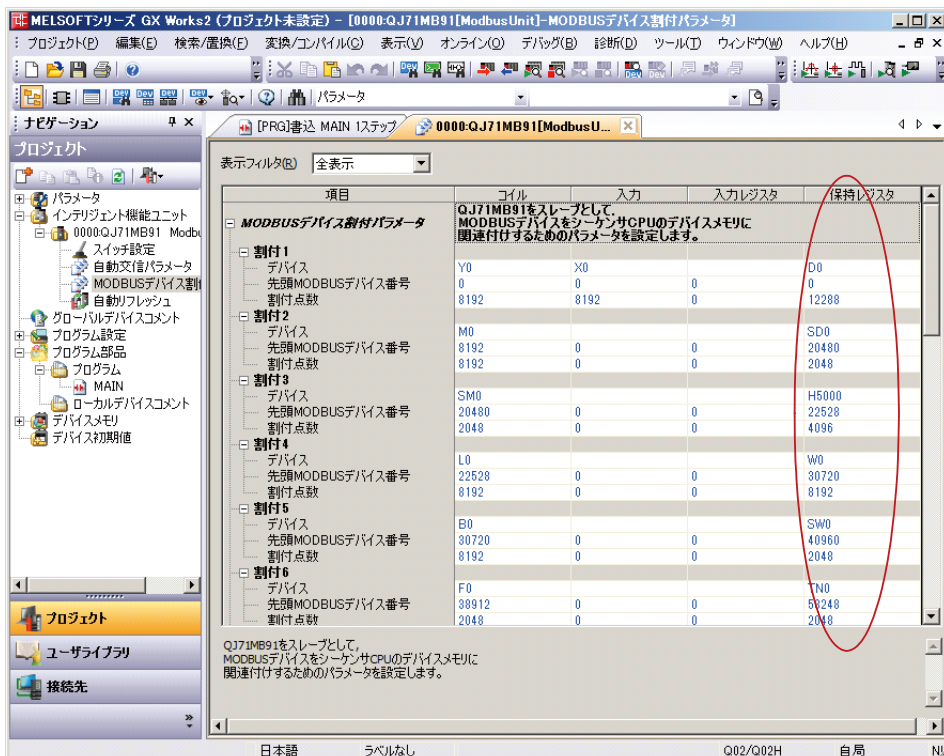 MELSOFTシリーズ GX Works2 (プロジェクト未設定) - [0000:QJ71MB91[ModbusUnit]-MODBUSデバイス割付パラメータ]
プロジェクト(P) 編集(E) 検索/置換(F) 変換/コンパイル(C) 表示(V) オンライン(O) デバッグ(B) 診断(D) ツール(T) ウィンドウ(W) ヘルプ(H)
パラメータ
ナビゲーション
[PRG]書込 MAIN 1ステップ
0000:QJ71MB91[ModbusU...
プロジェクト
表示フィルタ(R) 全表示
パラメータ
インテリジェント機能ユニット
0000:QJ71MB91 Modb
スイッチ設定
自動交信パラメータ
MODBUSデバイス割
自動リフレッシュ
グローバルデバイスコメント
プログラム設定
プログラム部品
プログラム
MAIN
ローカルデバイスコメント
デバイスメモリ
デバイス初期値
項目 コイル 入力 入力レジスタ 保持レジスタ
MODBUSデバイス割付パラメータ
QJ71MB91をスレーブとして,
MODBUSデバイスをシーケンサCPUのデバイスメモリに
関連付けするためのパラメータを設定します。
割付1
デバイス Y0 X0 D0
先頭MODBUSデバイス番号 0 0 0 0
割付点数 8192 8192 0 12288
割付2
デバイス M0 SD0
先頭MODBUSデバイス番号 8192 0 0 20480
割付点数 8192 0 0 2048
割付3
デバイス SM0 H5000
先頭MODBUSデバイス番号 20480 0 0 22528
割付点数 2048 0 0 4096
割付4
デバイス L0 W0
先頭MODBUSデバイス番号 22528 0 0 30720
割付点数 8192 0 0 8192
割付5
デバイス B0 SW0
先頭MODBUSデバイス番号 30720 0 0 40960
割付点数 8192 0 0 2048
割付6
デバイス F0 TN0
先頭MODBUSデバイス番号 38912 0 0 53248
割付点数 2048 0 0 2048
プロジェクト
ユーザライブラリ
接続先
QJ71MB91をスレーブとして,
MODBUSデバイスをシーケンサCPUのデバイスメモリに
関連付けするためのパラメータを設定します。
日本語 ラベルなし Q02/Q02H 自局